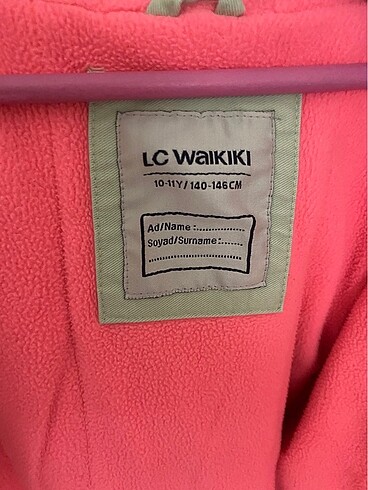 LC WAIKIKI
10-11Y/140-146CM
Ad/Name :..............
Soyad/Surname :......
..............................